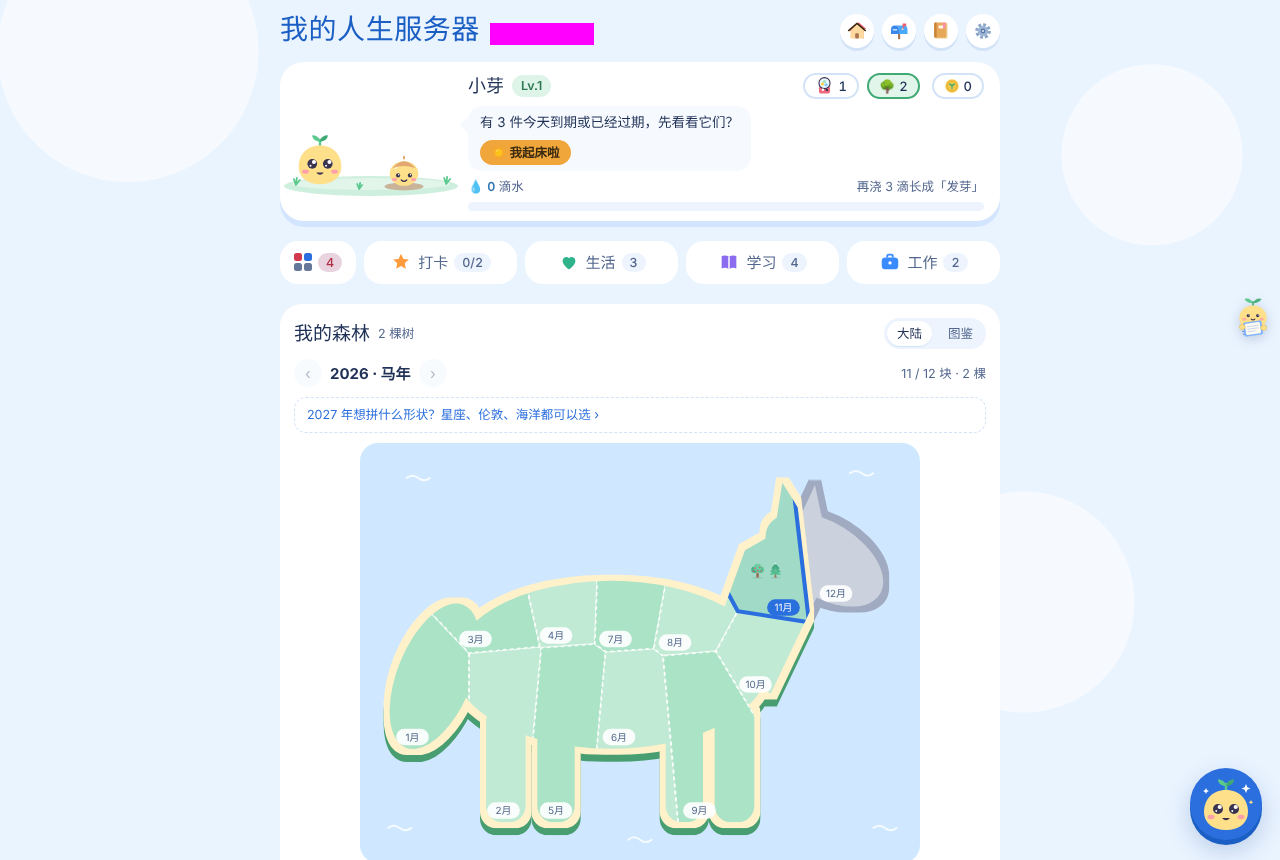 我的人生服务器
小芽 Lv.1 1 2 0
有 3 件今天到期或已经过期，先看看它们？
我起床啦
0 滴水 再浇 3 滴长成「发芽」
4 打卡 0/2 生活 3 学习 4 工作 2
我的森林 2 棵树 大陆 图鉴
‹ 2026 · 马年 › 11 / 12 块 · 2 棵
2027 年想拼什么形状？星座、伦敦、海洋都可以选 ›
12月
11月
3月 4月 7月 8月
10月
1月 6月
2月 5月 9月